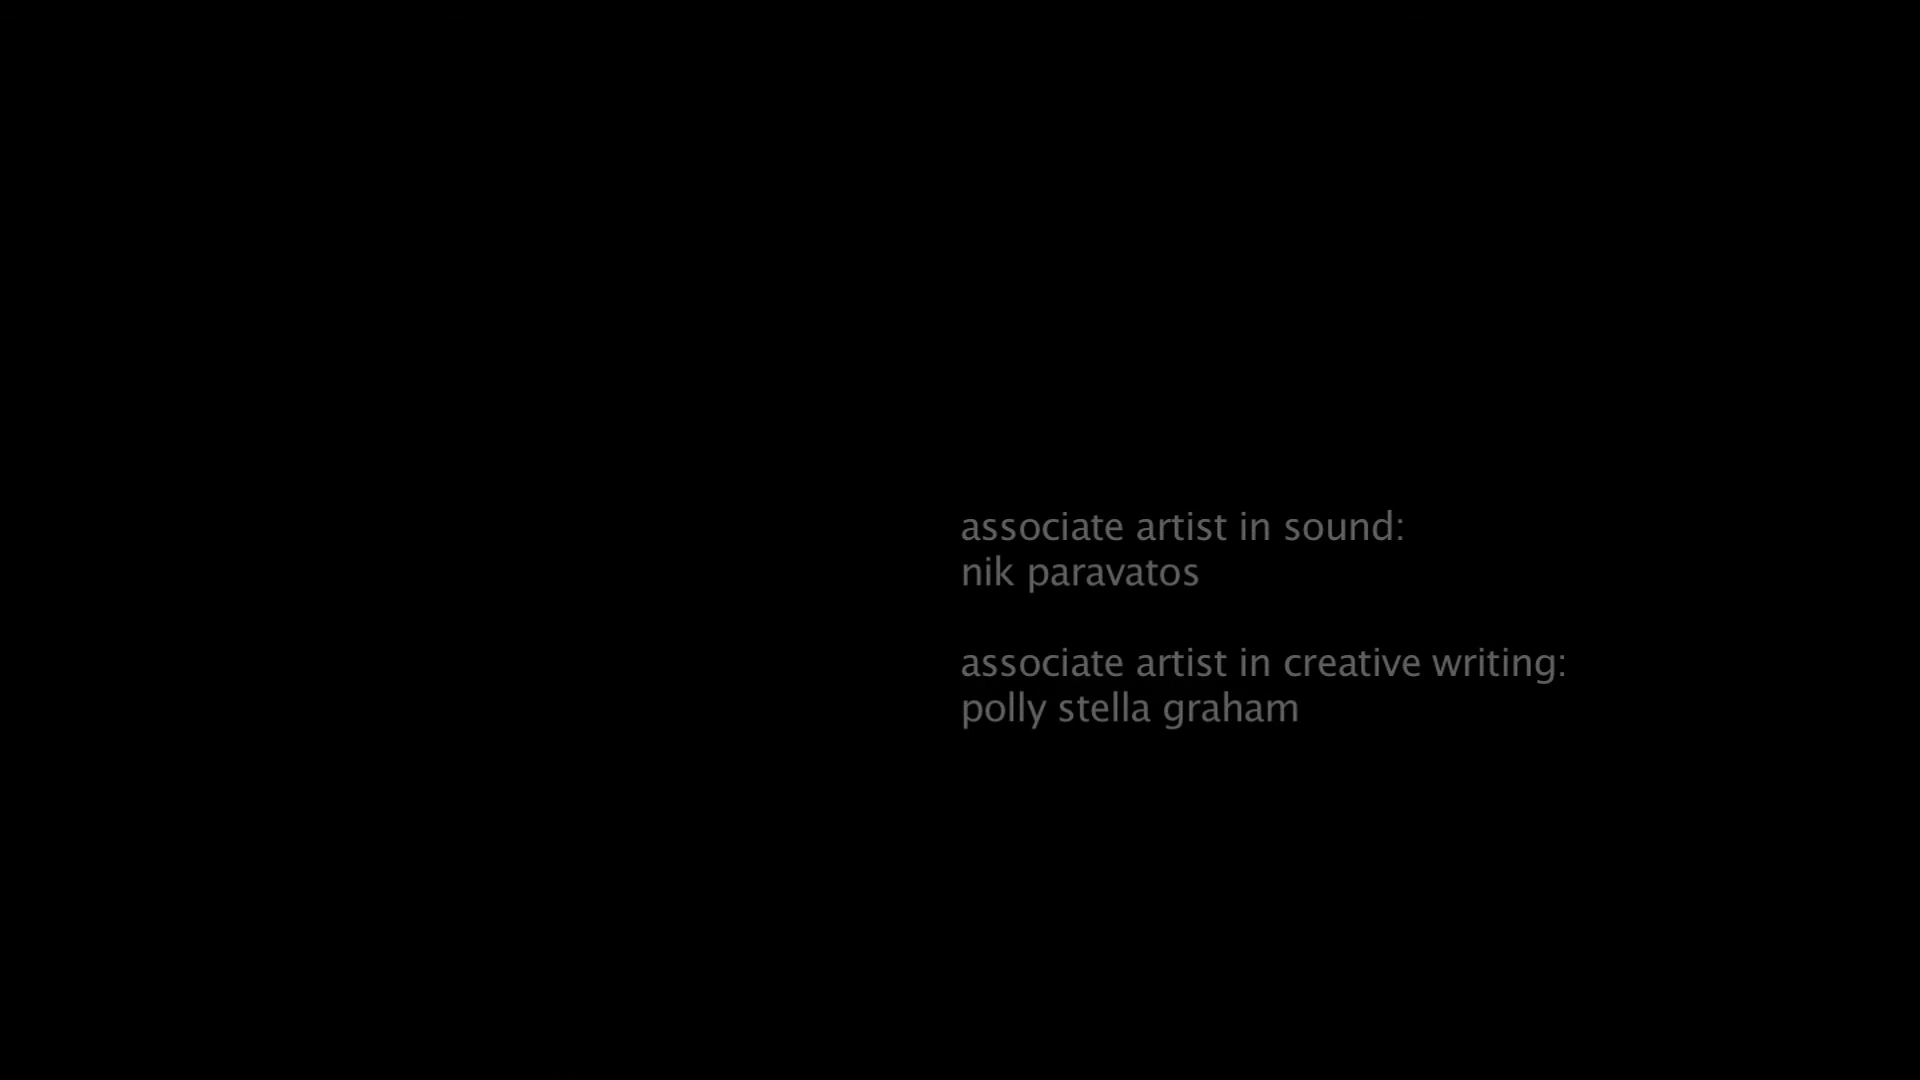 associate artist in sound:
nik paravatos
associate artist in creative writing:
polly stella graham